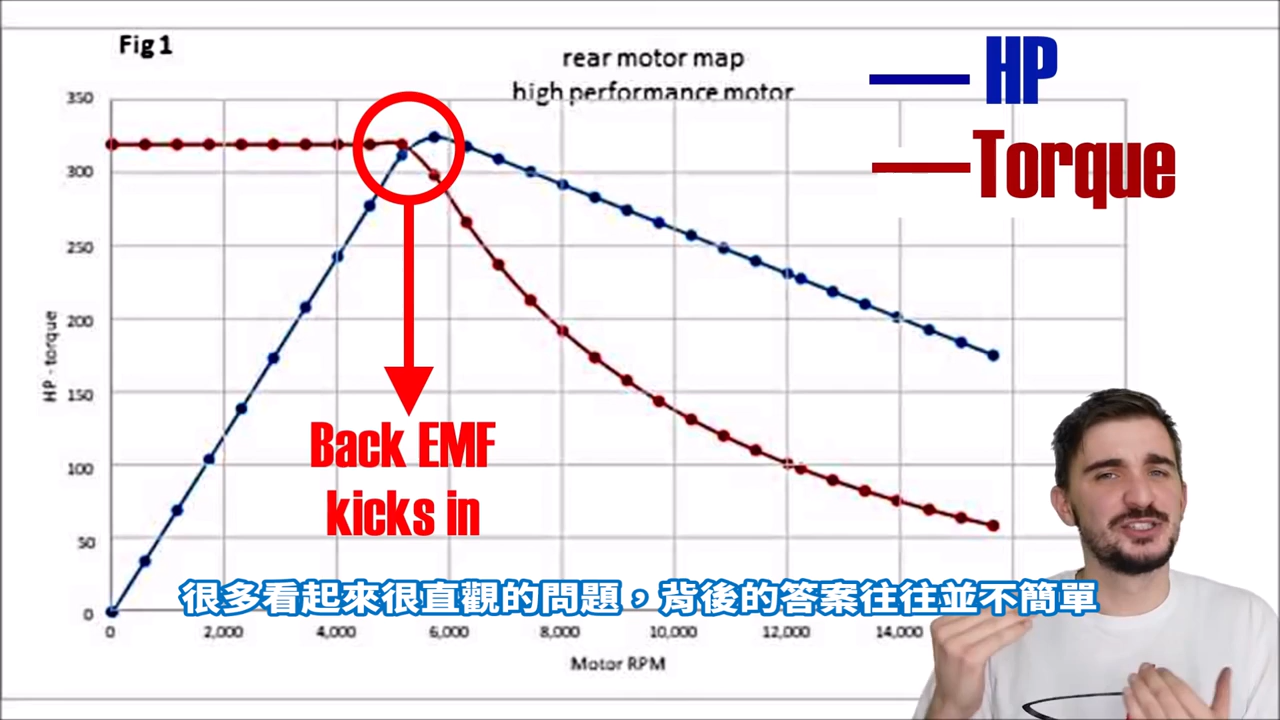 Fig 1
rear motor map
high performance motor
HP
Torque
350
300
250
200
150
100
50
0
HP - torque
Back EMF
kicks in
很多看起來很直觀的問題，背後的答案往往並不簡單
0
2,000
4,000
6,000
8,000
10,000
12,000
14,000
Motor RPM